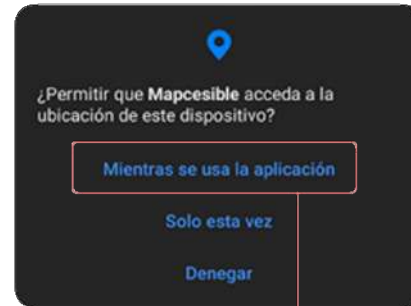 ¿Permitir que Mapcesible acceda a la
ubicación de este dispositivo?
Mientras se usa la aplicación
Solo esta vez
Denegar